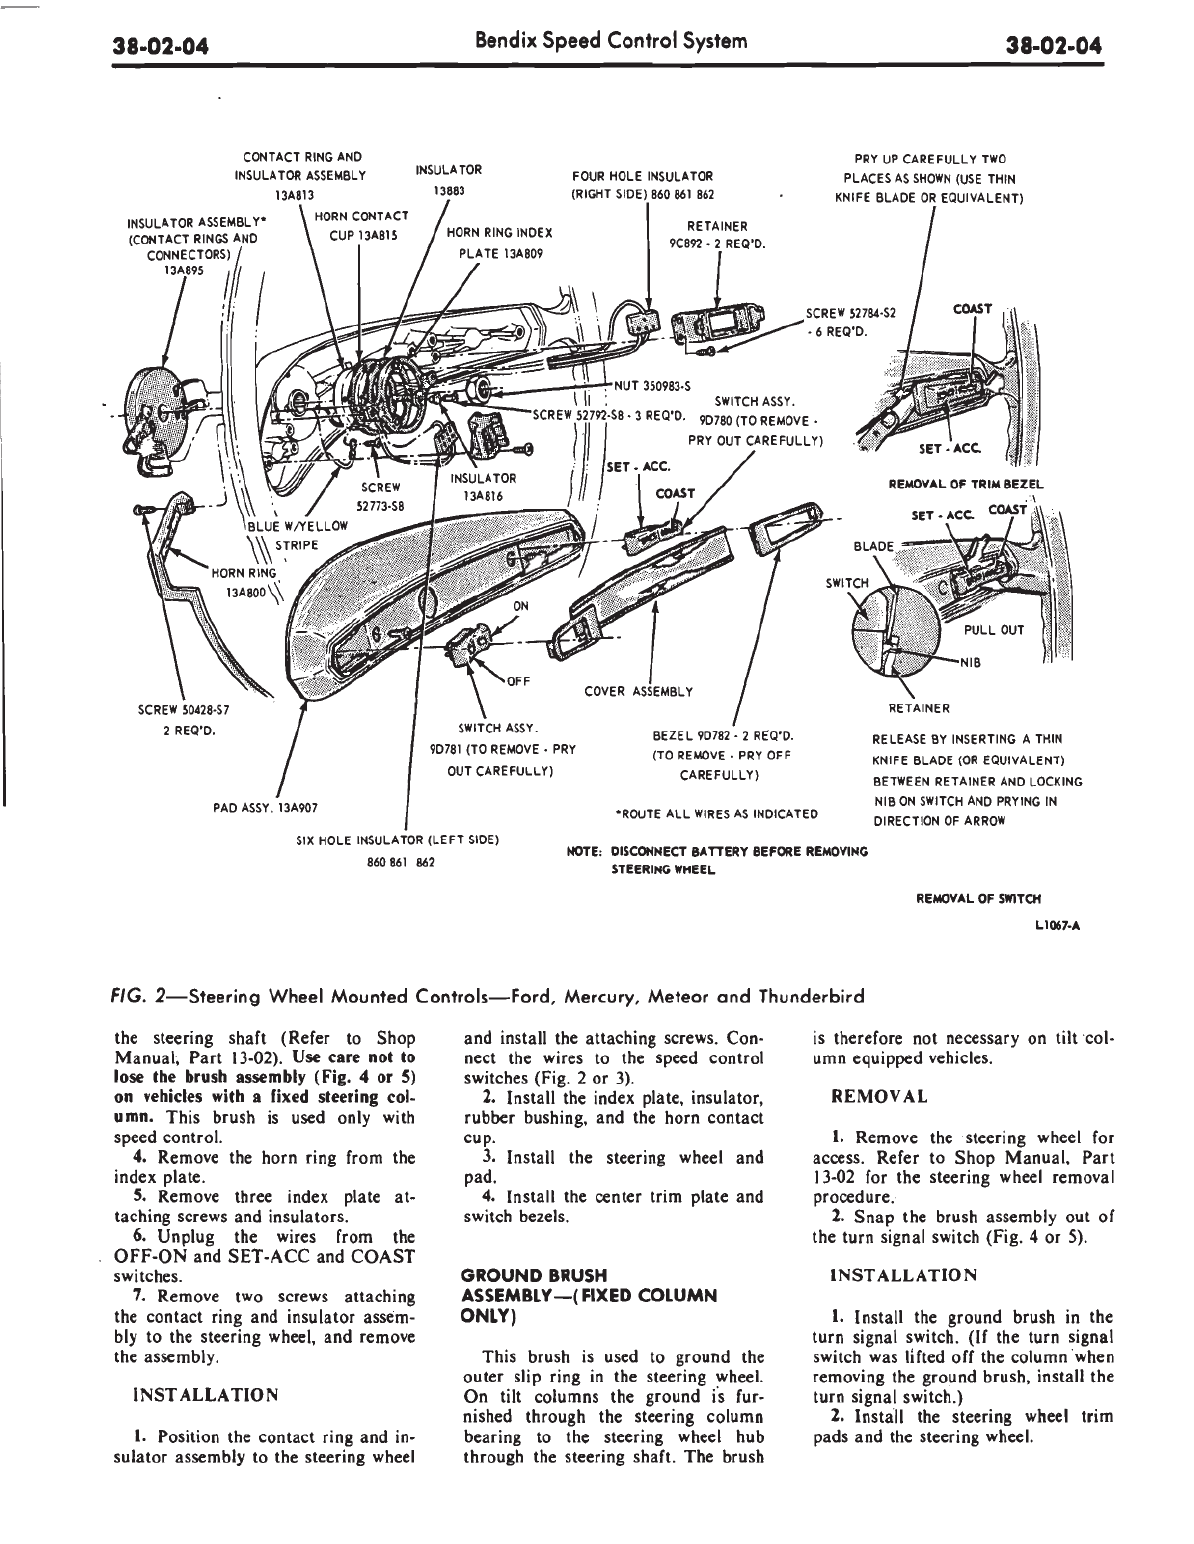 38-02-04
Bendix Speed Control System
38-02-04
CONTACT RING AND
INSULATOR ASSEMBLY
13A813
INSULATOR
13883
FOUR HOLE INSULATOR
(RIGHT SIDE) 860 861 862
PRY UP CAREFULLY TWO
PLACES AS SHOWN (USE THIN
KNIFE BLADE OR EQUIVALENT)
INSULATOR ASSEMBLY*
(CONTACT RINGS AND
CONNECTORS)
13A895
HORN CONTACT
CUP 13A815
HORN RING INDEX
PLATE 13A809
RETAINER
9C892 - 2 REQ'D.
SCREW 52784-S2
- 6 REQ'D.
COAST
NUT 350983-S
SCREW 52792-S8 - 3 REQ'D.
SWITCH ASSY.
9D780 (TO REMOVE -
PRY OUT CAREFULLY)
SET - ACC.
REMOVAL OF TRIM BEZEL
SET - ACC.
COAST
SCREW
52773-S8
INSULATOR
13A816
BLUE W/YELLOW
STRIPE
HORN RING
13A800
SET - ACC.
COAST
BLADE
SWITCH
PULL OUT
NIB
RETAINER
ON
OFF
COVER ASSEMBLY
SCREW 50428-S7
2 REQ'D.
SWITCH ASSY.
9D781 (TO REMOVE - PRY
OUT CAREFULLY)
BEZEL 9D782 - 2 REQ'D.
(TO REMOVE - PRY OFF
CAREFULLY)
RELEASE BY INSERTING A THIN
KNIFE BLADE (OR EQUIVALENT)
BETWEEN RETAINER AND LOCKING
NIB ON SWITCH AND PRYING IN
DIRECTION OF ARROW
PAD ASSY. 13A907
*ROUTE ALL WIRES AS INDICATED
SIX HOLE INSULATOR (LEFT SIDE)
860 861 862
NOTE: DISCONNECT BATTERY BEFORE REMOVING
STEERING WHEEL
REMOVAL OF SWITCH
L1067-A
FIG. 2—Steering Wheel Mounted Controls—Ford, Mercury, Meteor and Thunderbird
the steering shaft (Refer to Shop
Manual, Part 13-02). Use care not to
lose the brush assembly (Fig. 4 or 5)
on vehicles with a fixed steering col-
umn. This brush is used only with
speed control.
4. Remove the horn ring from the
index plate.
5. Remove three index plate at-
taching screws and insulators.
6. Unplug the wires from the
OFF-ON and SET-ACC and COAST
switches.
7. Remove two screws attaching
the contact ring and insulator assem-
bly to the steering wheel, and remove
the assembly.
INSTALLATION
1. Position the contact ring and in-
sulator assembly to the steering wheel
and install the attaching screws. Con-
nect the wires to the speed control
switches (Fig. 2 or 3).
2. Install the index plate, insulator,
rubber bushing, and the horn contact
cup.
3. Install the steering wheel and
pad.
4. Install the center trim plate and
switch bezels.
GROUND BRUSH
ASSEMBLY—(FIXED COLUMN
ONLY)
This brush is used to ground the
outer slip ring in the steering wheel.
On tilt columns the ground is fur-
nished through the steering column
bearing to the steering wheel hub
through the steering shaft. The brush
is therefore not necessary on tilt col-
umn equipped vehicles.
REMOVAL
1. Remove the steering wheel for
access. Refer to Shop Manual, Part
13-02 for the steering wheel removal
procedure.
2. Snap the brush assembly out of
the turn signal switch (Fig. 4 or 5).
INSTALLATION
1. Install the ground brush in the
turn signal switch. (If the turn signal
switch was lifted off the column when
removing the ground brush, install the
turn signal switch.)
2. Install the steering wheel trim
pads and the steering wheel.